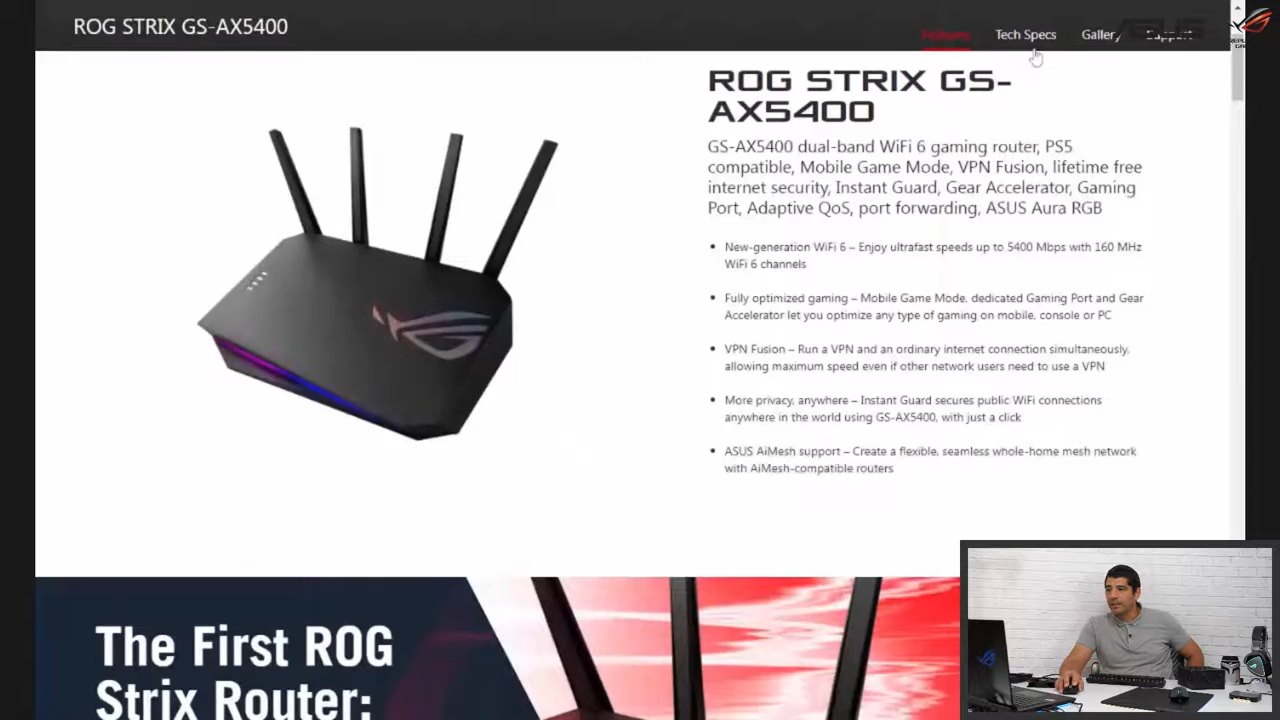 ROG STRIX GS-AX5400
Features Tech Specs Gallery Support
ROG STRIX GS-
AX5400
GS-AX5400 dual-band WiFi 6 gaming router, PS5
compatible, Mobile Game Mode, VPN Fusion, lifetime free
internet security, Instant Guard, Gear Accelerator, Gaming
Port, Adaptive QoS, port forwarding, ASUS Aura RGB
• New-generation WiFi 6 – Enjoy ultrafast speeds up to 5400 Mbps with 160 MHz
WiFi 6 channels
• Fully optimized gaming – Mobile Game Mode, dedicated Gaming Port and Gear
Accelerator let you optimize any type of gaming on mobile, console or PC
• VPN Fusion – Run a VPN and an ordinary internet connection simultaneously,
allowing maximum speed even if other network users need to use a VPN
• More privacy, anywhere – Instant Guard secures public WiFi connections
anywhere in the world using GS-AX5400, with just a click
• ASUS AiMesh support – Create a flexible, seamless whole-home mesh network
with AiMesh-compatible routers
The First ROG
Strix Router: